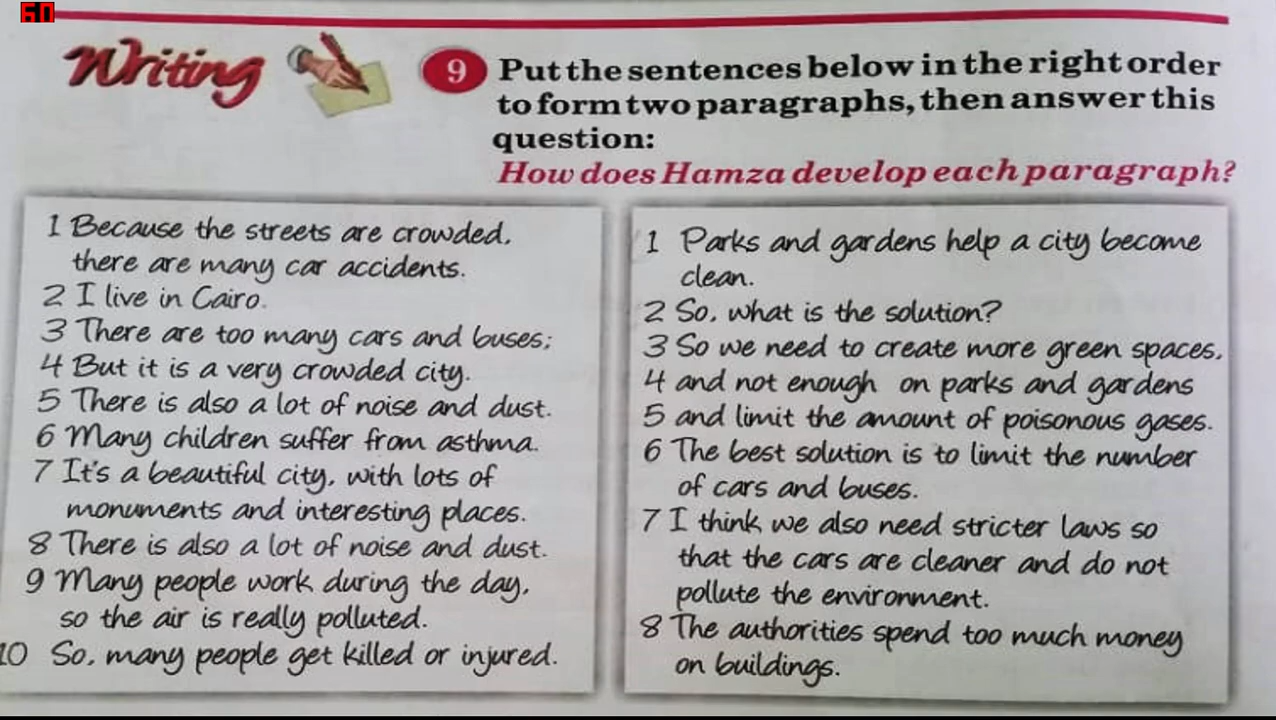 60
Writing
9 Put the sentences below in the right order
to form two paragraphs, then answer this
question:
How does Hamza develop each paragraph?
1 Because the streets are crowded,
there are many car accidents.
2 I live in Cairo.
3 There are too many cars and buses;
4 But it is a very crowded city.
5 There is also a lot of noise and dust.
6 Many children suffer from asthma.
7 It's a beautiful city, with lots of
monuments and interesting places.
8 There is also a lot of noise and dust.
9 Many people work during the day,
so the air is really polluted.
10 So, many people get killed or injured.
1 Parks and gardens help a city become
clean.
2 So, what is the solution?
3 So we need to create more green spaces,
4 and not enough on parks and gardens
5 and limit the amount of poisonous gases.
6 The best solution is to limit the number
of cars and buses.
7 I think we also need stricter laws so
that the cars are cleaner and do not
pollute the environment.
8 The authorities spend too much money
on buildings.